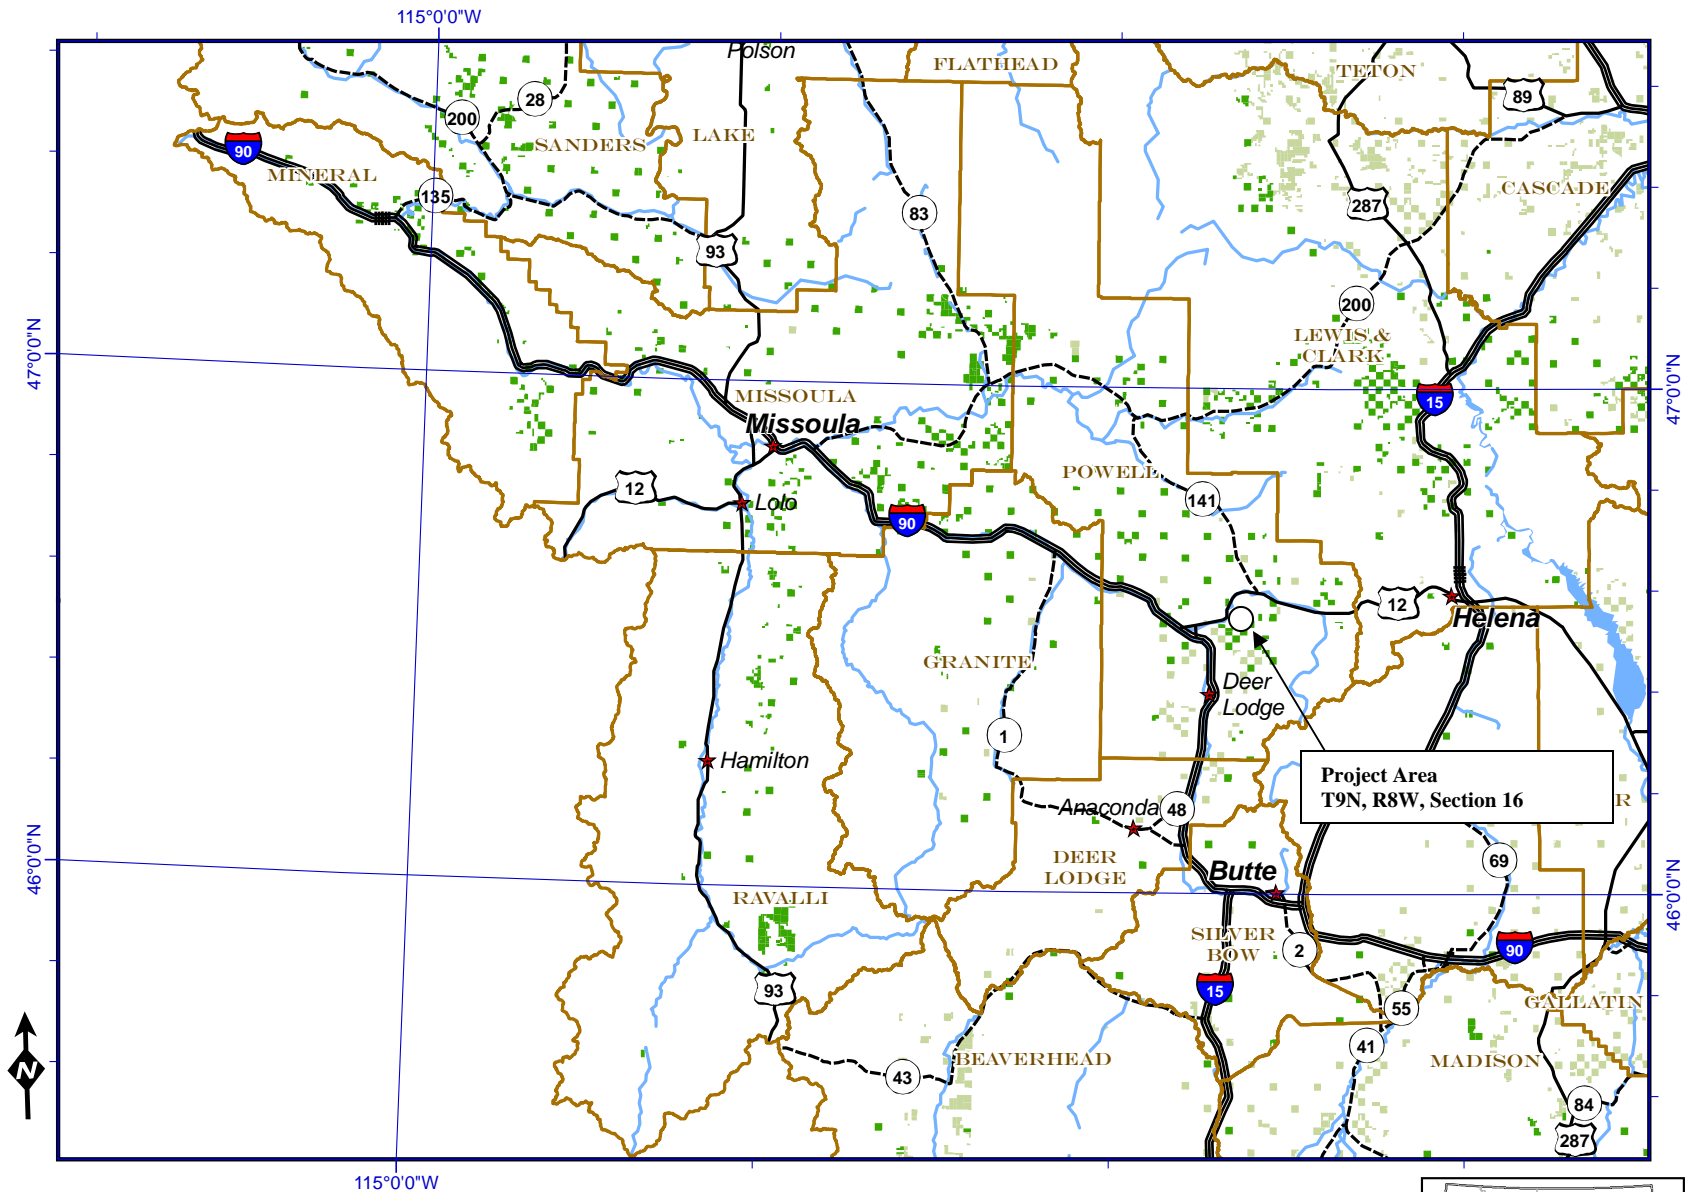 115°0'0"W
Polson
FLATHEAD
TETON
89
28
200
SANDERS
LAKE
90
MINERAL
135
CASCADE
287
83
93
200
LEWIS &
CLARK
47°0'0"N
47°0'0"N
MISSOULA
15
Missoula
POWELL
12
Lolo
141
90
12
Helena
GRANITE
Deer
Lodge
1
Hamilton
Project Area
T9N, R8W, Section 16
R
Anaconda
48
46°0'0"N
DEER
LODGE
69
Butte
46°0'0"N
RAVALLI
SILVER
BOW
2
90
93
15
55
GALLATIN
41
BEAVERHEAD
MADISON
43
84
287
N
115°0'0"W